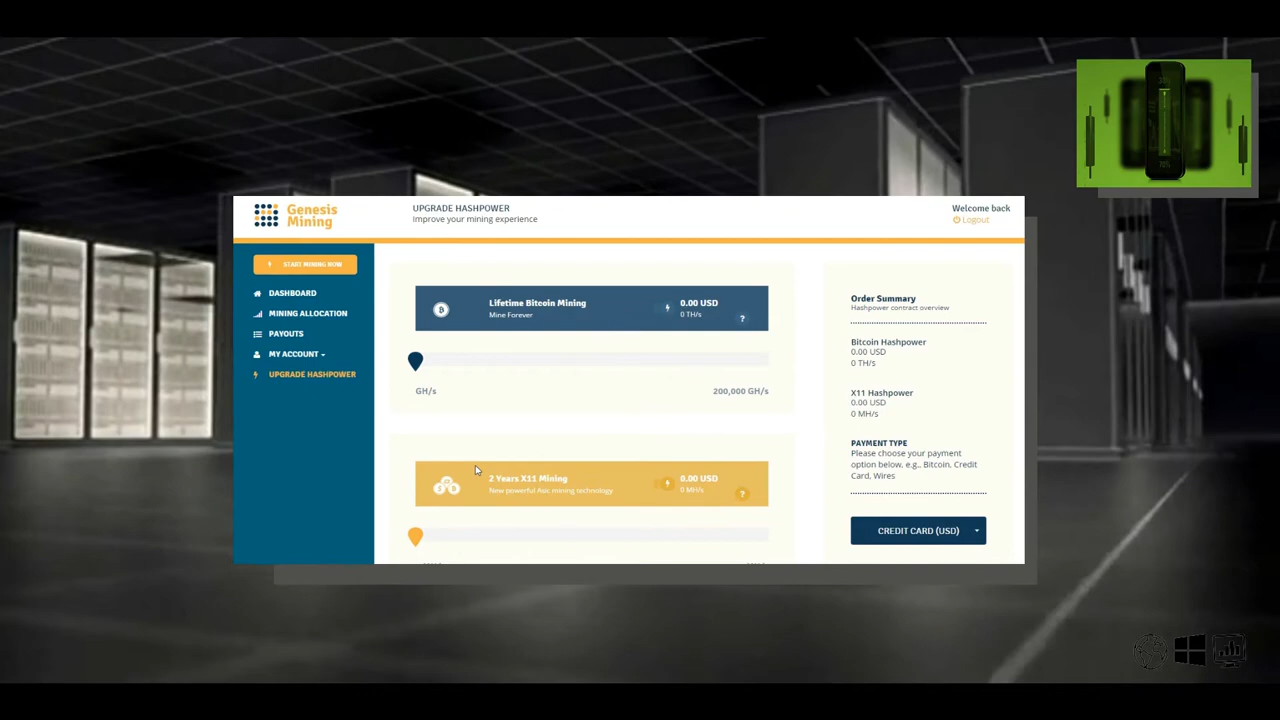 Genesis
Mining
UPGRADE HASHPOWER
Improve your mining experience
Welcome back
Logout
START MINING NOW
DASHBOARD
MINING ALLOCATION
PAYOUTS
MY ACCOUNT
UPGRADE HASHPOWER
Lifetime Bitcoin Mining
Mine Forever
0.00 USD
0 TH/s
?
GH/s
200,000 GH/s
2 Years X11 Mining
New powerful Asic mining technology
0.00 USD
0 MH/s
?
Order Summary
Hashpower contract overview
Bitcoin Hashpower
0.00 USD
0 TH/s
X11 Hashpower
0.00 USD
0 MH/s
PAYMENT TYPE
Please choose your payment
option below, e.g., Bitcoin, Credit
Card, Wires
CREDIT CARD (USD)